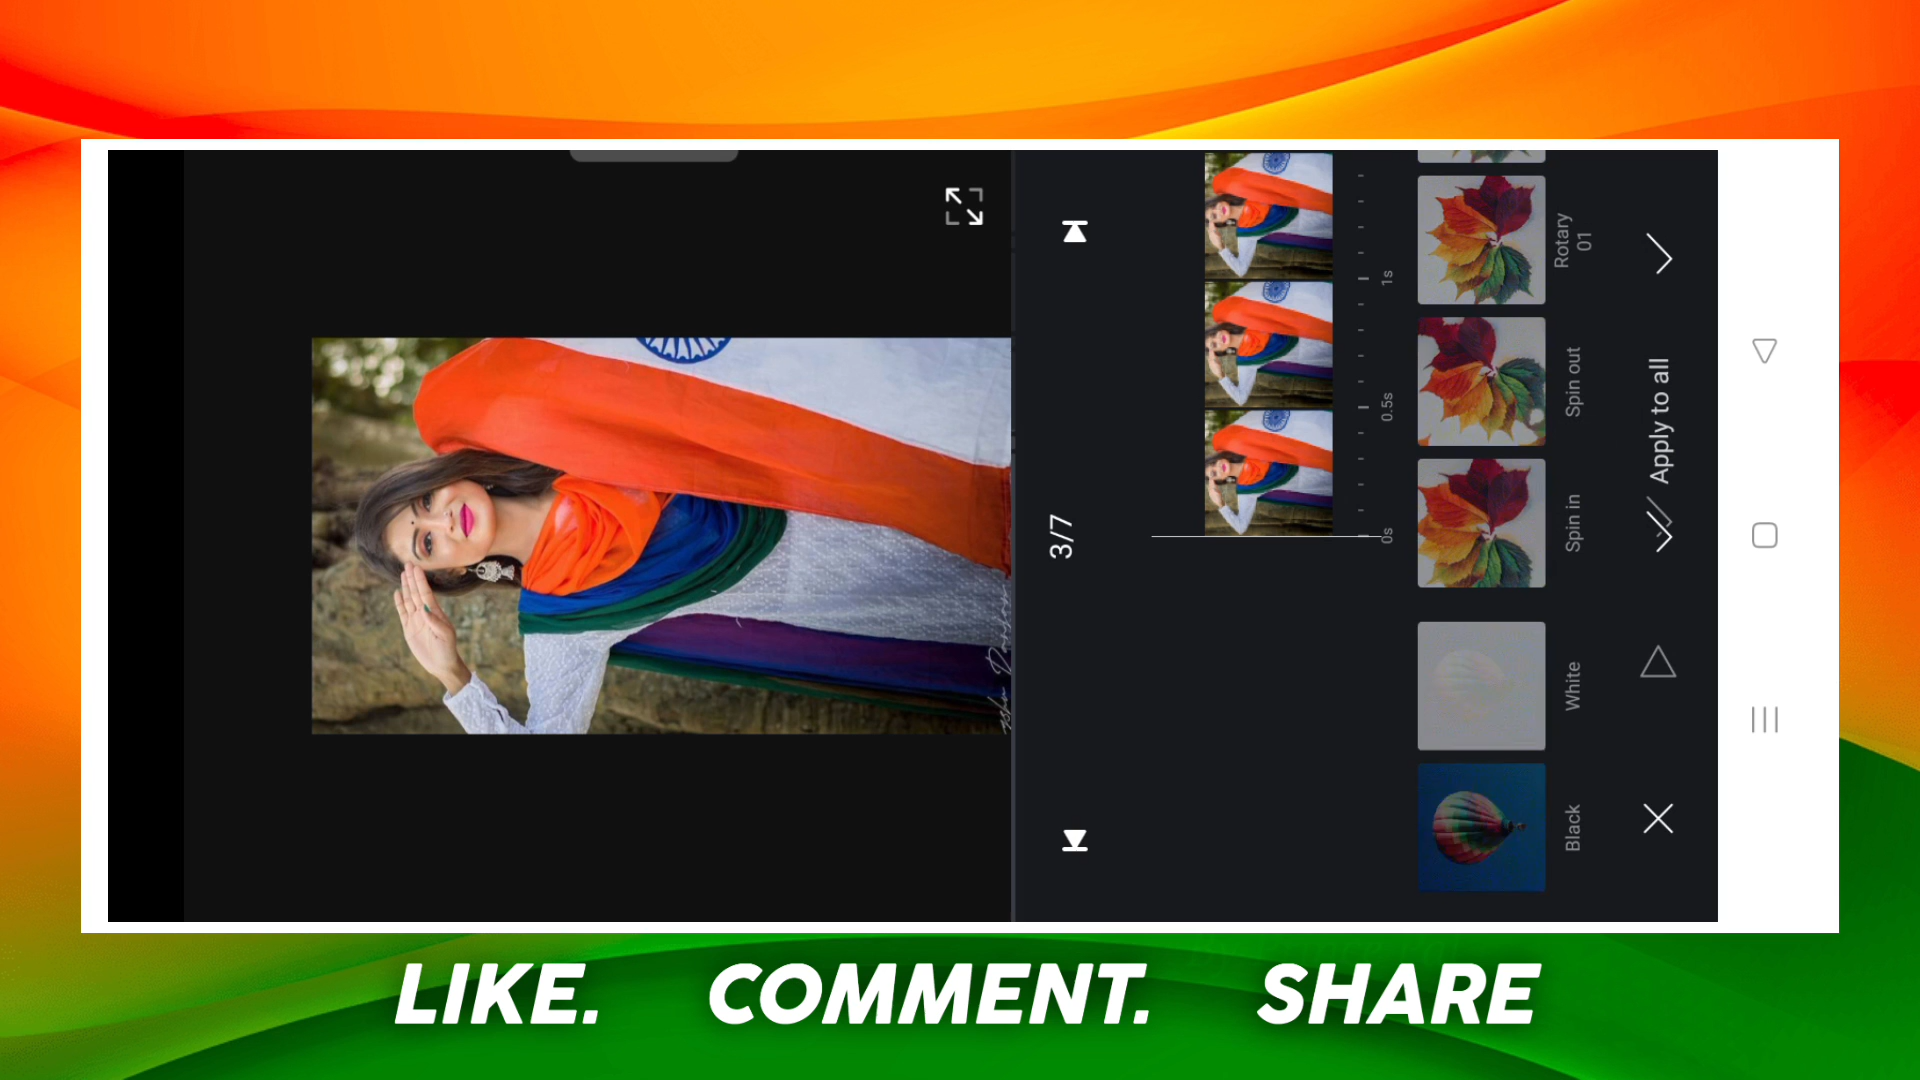 3/7
0s
0.5s
1s
Black
White
Spin in
Spin out
Rotary
01
Apply to all
LIKE. COMMENT. SHARE